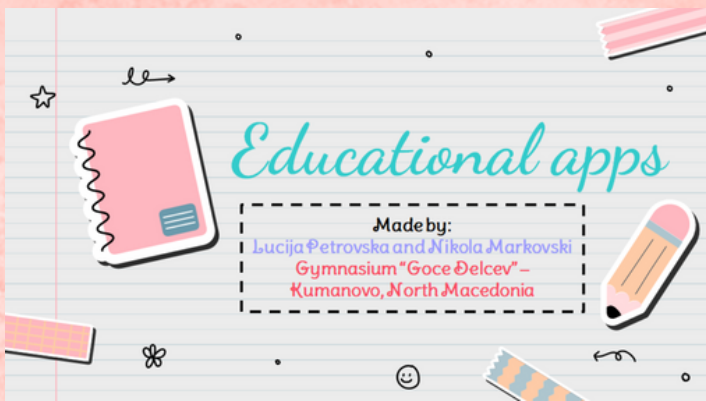 Educational apps
Made by:
Lucija Petrovska and Nikola Markovski
Gymnasium "Goce Delcev" –
Kumanovo, North Macedonia